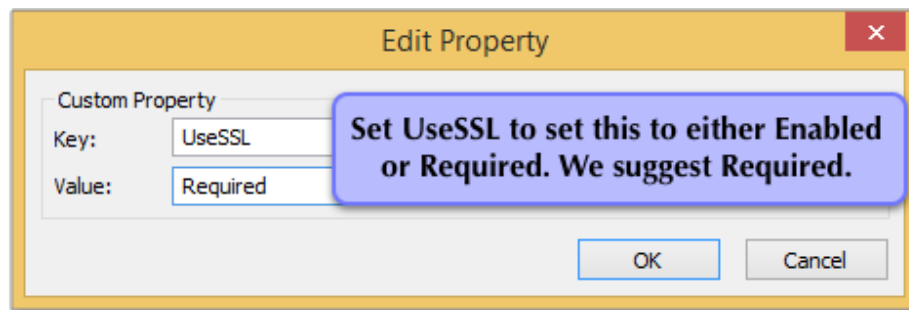 Edit Property
Custom Property
Key:
UseSSL
Set UseSSL to set this to either Enabled
or Required. We suggest Required.
Value:
Required
OK
Cancel